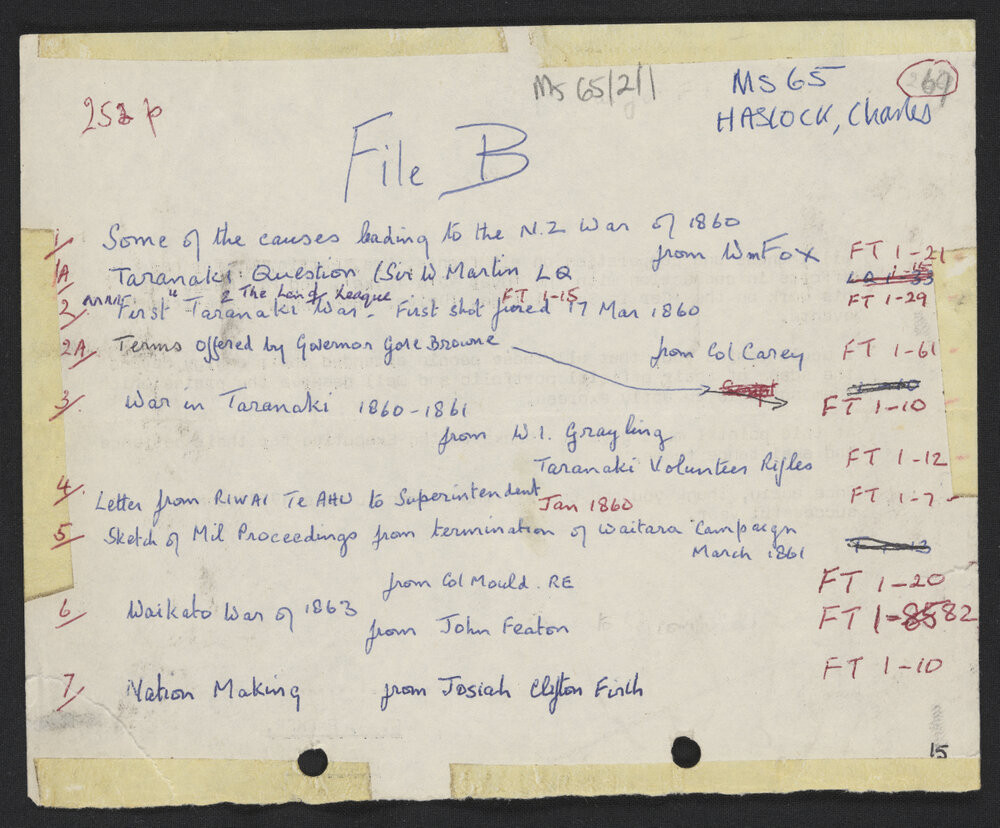 Ms 65/2/1
MS 65
269
HASLOCK, Charles
252 p
File B
1/ Some of the causes leading to the N.Z War of 1860
from Wm Fox FT 1-21
1A Taranaki Question (Sir W Martin LQ
2 The Land League FT 1-15
2/ First "Taranaki War - First shot fired 17 Mar 1860 FT 1-29
2A/ Terms offered by Governor Gore Browne from Col Carey FT 1-61
3/ War in Taranaki 1860-1861 FT 1-10
from W.I. Grayling
Taranaki Volunteer Rifles FT 1-12
4/ Letter from RIWAI TE AHU to Superintendent Jan 1860 FT 1-7
5/ Sketch of Mil Proceedings from termination of Waitara Campaign
March 1861
from Col Mould. RE FT 1-20
6/ Waikato War of 1863
from John Featon FT 1-82
7/ Nation Making from Josiah Clifton Firth FT 1-10
15